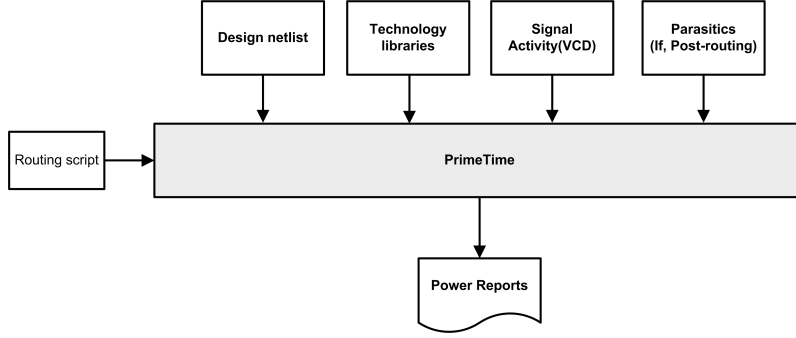 Design netlist
Technology
libraries
Signal
Activity(VCD)
Parasitics
(If, Post-routing)
Routing script
PrimeTime
Power Reports